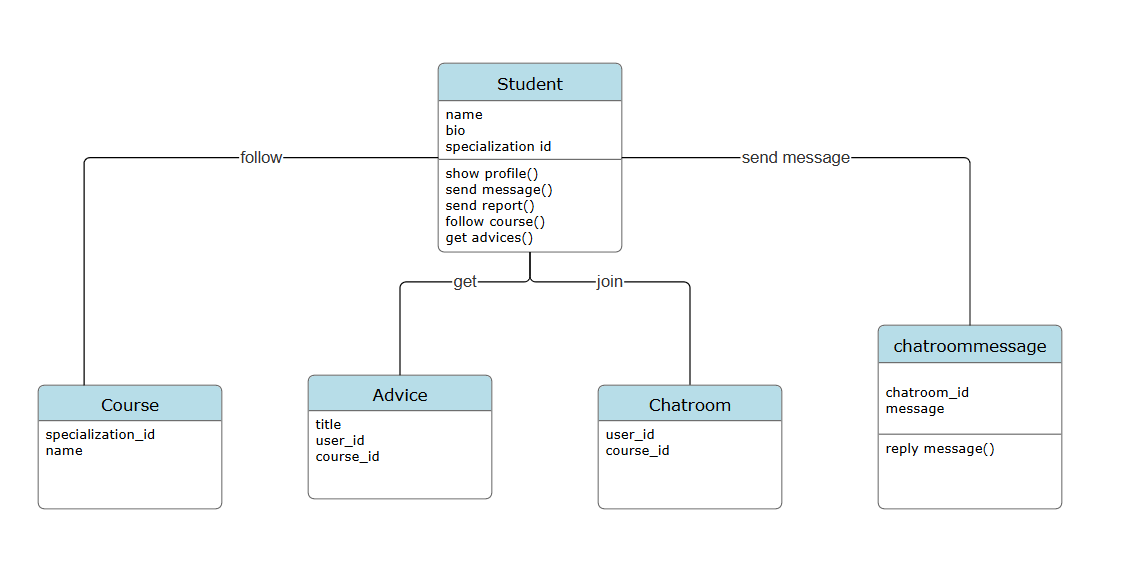 Student
name
bio
specialization id
show profile()
send message()
send report()
follow course()
get advices()
follow
send message
get
join
Course
specialization_id
name
Advice
title
user_id
course_id
Chatroom
user_id
course_id
chatroommessage
chatroom_id
message
reply message()